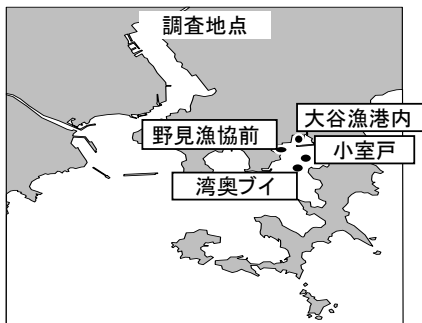 調査地点
大谷漁港内
野見漁協前
小室戸
湾奥ブイ